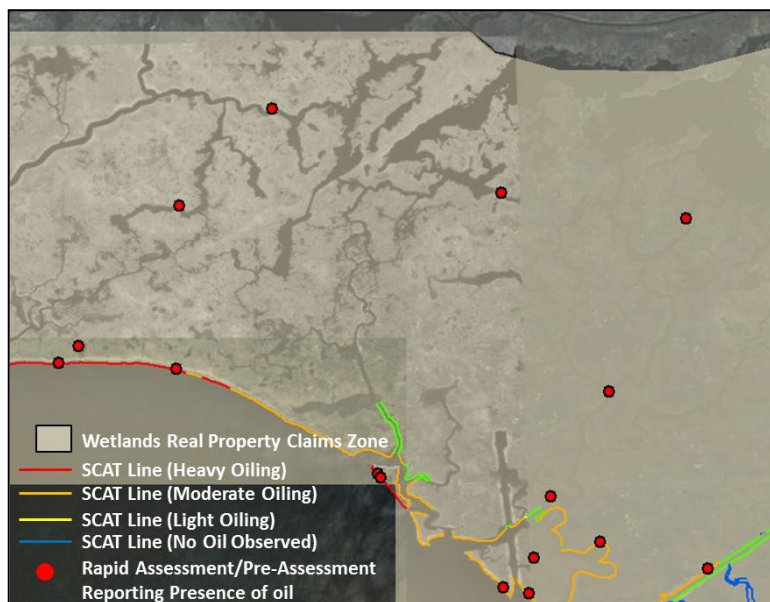 Wetlands Real Property Claims Zone
SCAT Line (Heavy Oiling)
SCAT Line (Moderate Oiling)
SCAT Line (Light Oiling)
SCAT Line (No Oil Observed)
Rapid Assessment/Pre-Assessment
Reporting Presence of oil